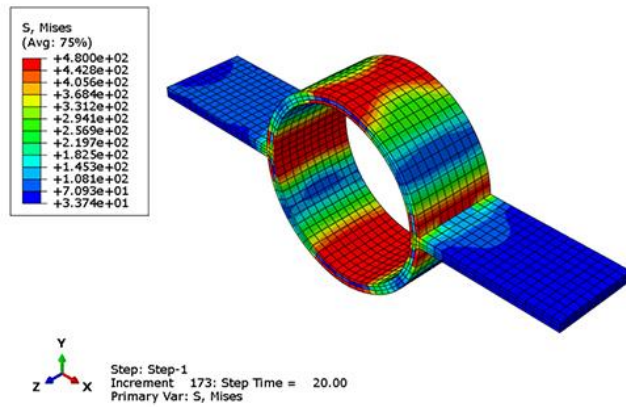 S, Mises
(Avg: 75%)
+4.800e+02
+4.428e+02
+4.056e+02
+3.684e+02
+3.312e+02
+2.941e+02
+2.569e+02
+2.197e+02
+1.825e+02
+1.453e+02
+1.081e+02
+7.093e+01
+3.374e+01
Y
Z X
Step: Step-1
Increment 173: Step Time = 20.00
Primary Var: S, Mises